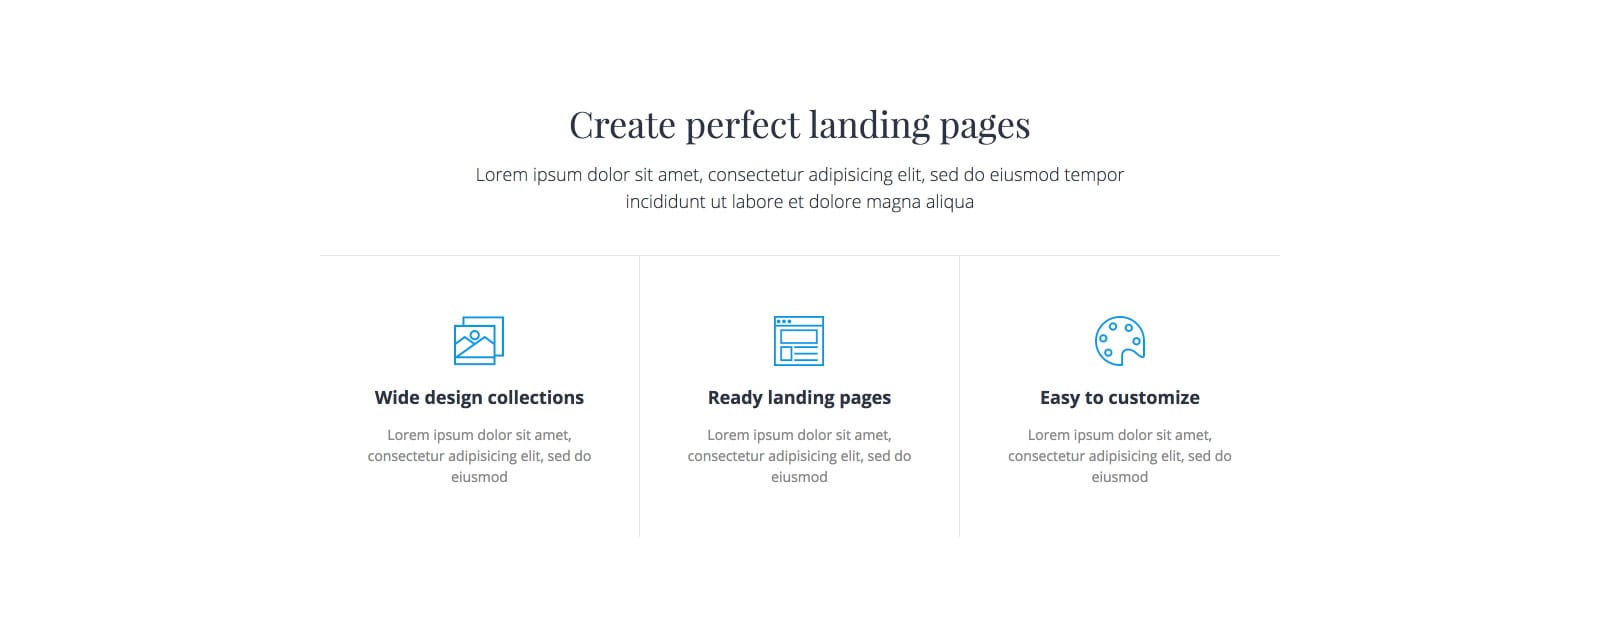 Create perfect landing pages
Lorem ipsum dolor sit amet, consectetur adipisicing elit, sed do eiusmod tempor
incididunt ut labore et dolore magna aliqua
Wide design collections
Lorem ipsum dolor sit amet,
consectetur adipisicing elit, sed do
eiusmod
Ready landing pages
Lorem ipsum dolor sit amet,
consectetur adipisicing elit, sed do
eiusmod
Easy to customize
Lorem ipsum dolor sit amet,
consectetur adipisicing elit, sed do
eiusmod